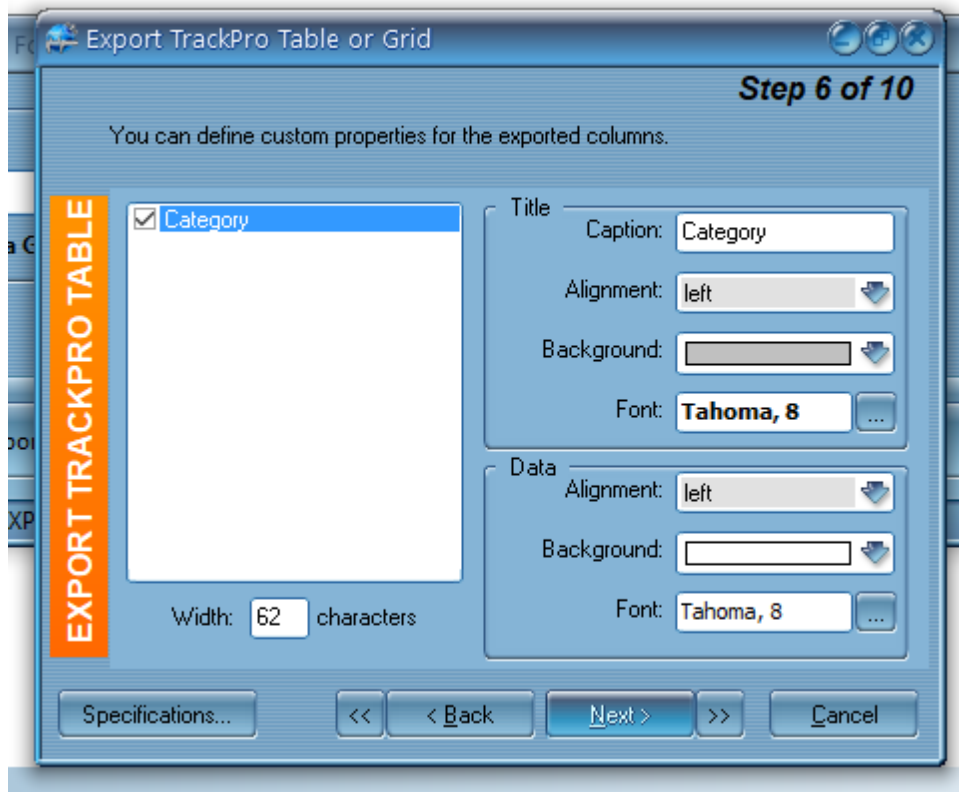 Export TrackPro Table or Grid
Step 6 of 10
You can define custom properties for the exported columns.
EXPORT TRACKPRO TABLE
Category
Width: 62 characters
Title
Caption: Category
Alignment: left
Background:
Font: Tahoma, 8 ...
Data
Alignment: left
Background:
Font: Tahoma, 8 ...
Specifications... << < Back Next > >> Cancel